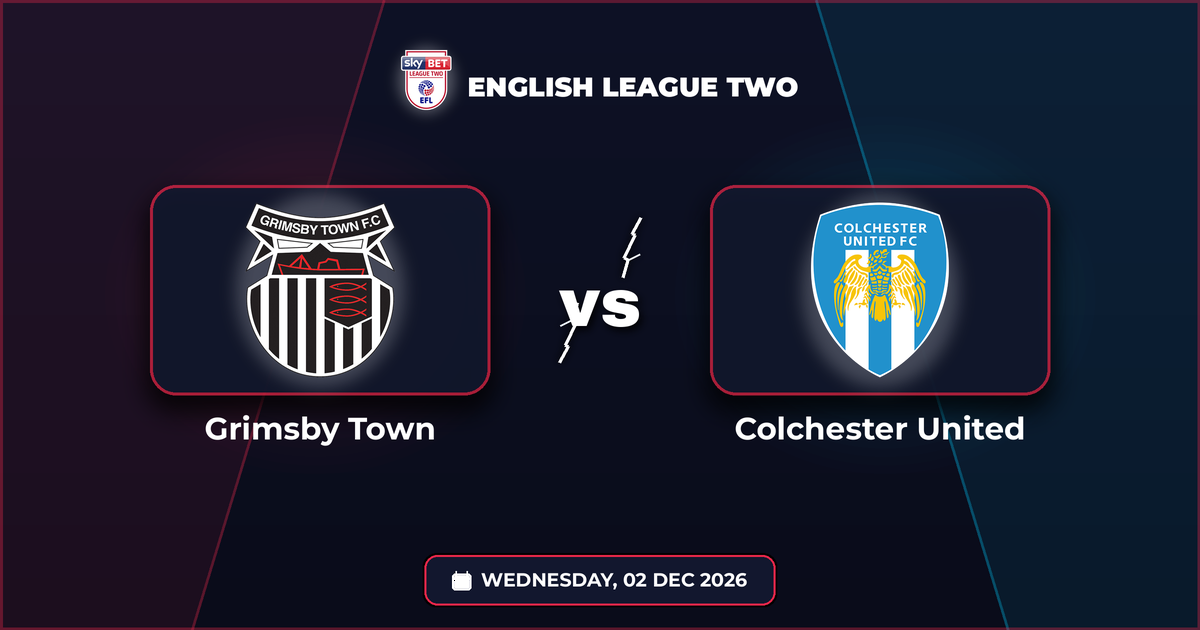 sky BET
LEAGUE TWO
EFL
ENGLISH LEAGUE TWO
GRIMSBY TOWN F.C
COLCHESTER
UNITED FC
VS
Grimsby Town
Colchester United
WEDNESDAY, 02 DEC 2026